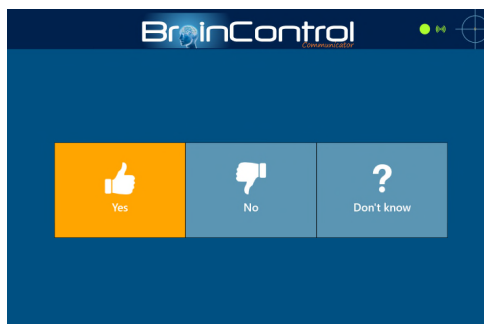 BrainControl
Communicator
Yes
No
?
Don't know